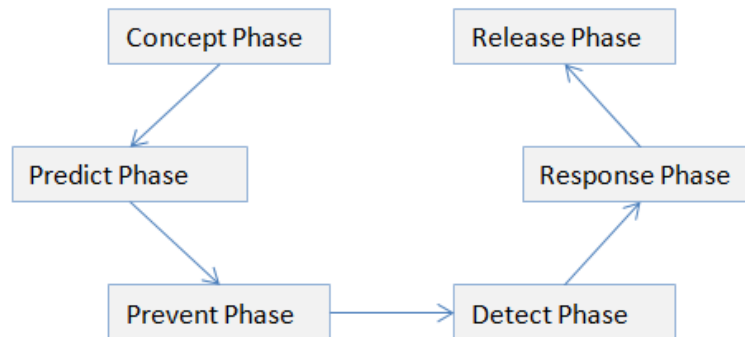 Concept Phase
Release Phase
Predict Phase
Response Phase
Prevent Phase
Detect Phase